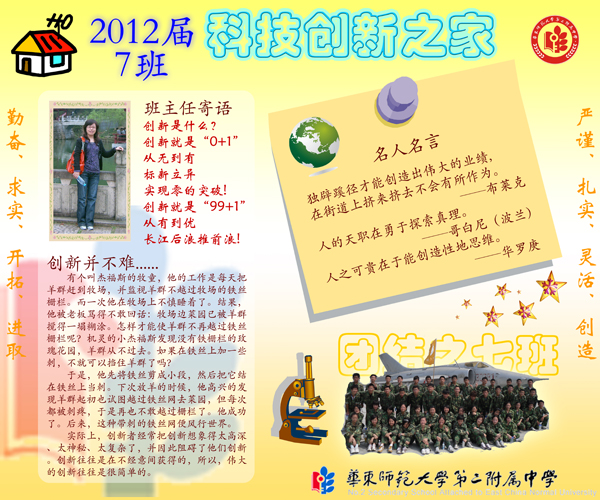 HO
2012届
7班
科技创新之家
勤奋、求实、开拓、进取
严谨、扎实、灵活、创造
班主任寄语
创新是什么？
创新就是“0+1”
从无到有
标新立异
实现零的突破！
创新就是“99+1”
从有到优
长江后浪推前浪！
名人名言
独辟蹊径才能创造出伟大的业绩，
在街道上挤来挤去不会有所作为。
——布莱克
人的天职在勇于探索真理。
——哥白尼（波兰）
人之可贵在于能创造性地思维。
——华罗庚
创新并不难……
有个叫杰福斯的牧童，他的工作是每天把
羊群赶到牧场，并监视羊群不越过牧场的铁丝
栅栏。而一次他在牧场上不慎睡着了。结果，
他被老板骂得不敢回话：牧场边菜园已被羊群
搅得一塌糊涂。怎样才能使羊群不再越过铁丝
栅栏呢？机灵的小杰福斯发现没有铁栅栏的玫
瑰花园，羊群从不过去。如果在铁丝上加一些
刺，不就可以挡住羊群了吗？
于是，他先将铁丝剪成小段，然后把它结
在铁丝上当刺。下次放羊的时候，他高兴的发
现羊群起初也试图越过铁丝网去菜园，但每次
都被刺疼，于是再也不敢越过栅栏了。他成功
了。后来，这种带刺的铁丝网便风行世界。
实际上，创新者经常把创新想象得太高深
、太神秘、太复杂了，并因此阻碍了他们创新
。创新往往是在不经意间获得的，所以，伟大
的创新往往是很简单的。
团结之七班
华东师范大学第二附属中学